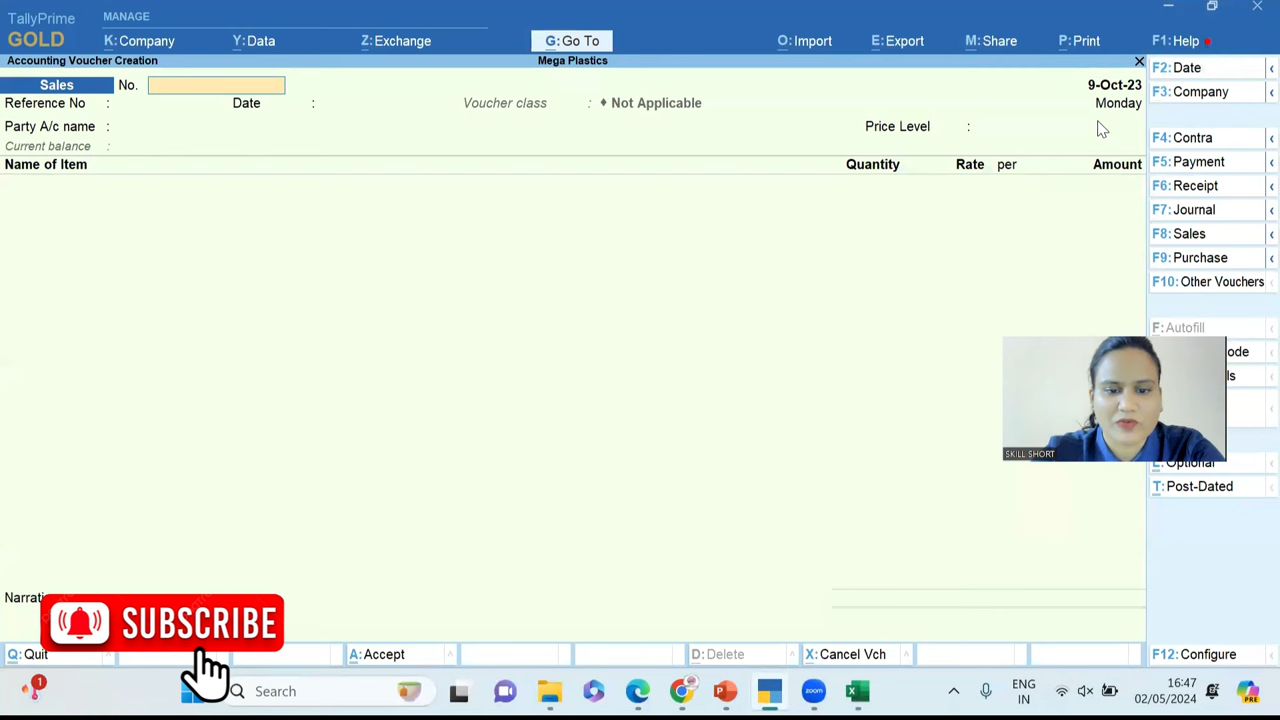 TallyPrime MANAGE
GOLD K:Company Y:Data Z:Exchange G:Go To O:Import E:Export M:Share P:Print F1:Help
Accounting Voucher Creation Mega Plastics
F2:Date
Sales No. 9-Oct-23
F3:Company
Reference No : Date : Voucher class : ♦ Not Applicable Monday
Party A/c name : Price Level :
F4:Contra
Current balance :
Name of Item Quantity Rate per Amount
F5:Payment
F6:Receipt
F7:Journal
F8:Sales
F9:Purchase
F10:Other Vouchers
F:Autofill
SKILL SHORT
Optional
T:Post-Dated
SUBSCRIBE
Q:Quit A:Accept D:Delete X:Cancel Vch F12:Configure
1
Search
PRE
zoom
ENG
IN
16:47
02/05/2024